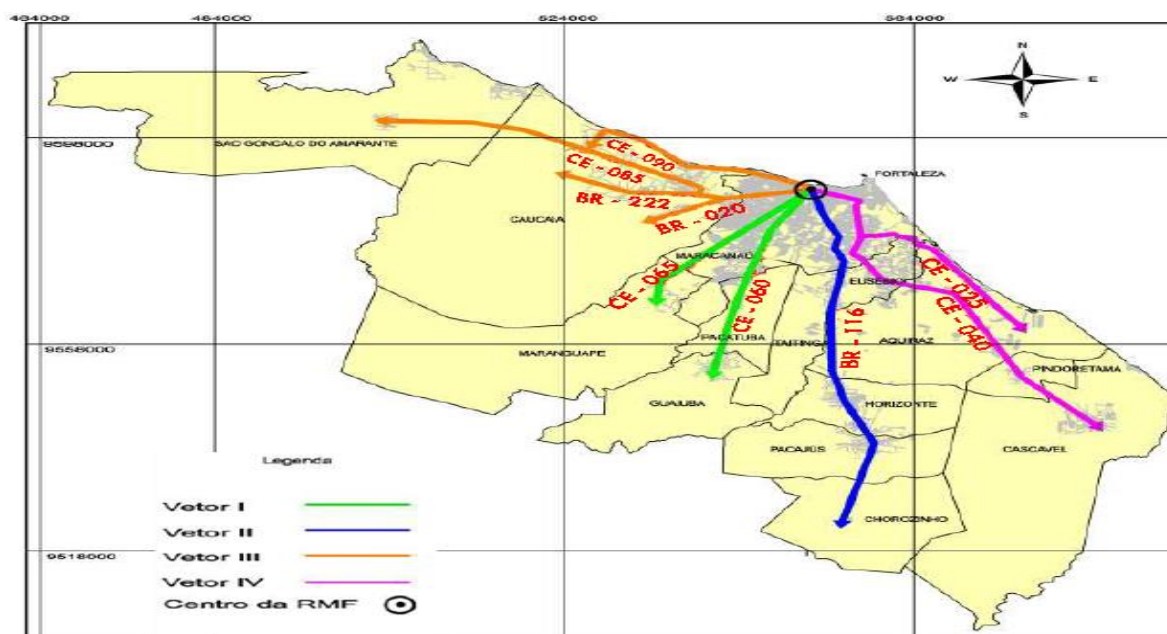 484000
524000
564000
N
W
E
S
9598000
SAO GONCALO DO AMARANTE
CE - 090
FORTALEZA
CE - 085
BR - 222
BR - 020
CAUCAIA
MARACANAU
CE - 065
CE - 060
EUSEBIO
CE - 025
CE - 040
BR - 116
9558000
MARANGUAPE
PACATUBA
ITAITINGA
AQUIRAZ
PINDORETAMA
GUAIUBA
HORIZONTE
PACAJUS
CASCAVEL
CHOROZINHO
Legenda
Vetor I
Vetor II
Vetor III
Vetor IV
Centro da RMF
9518000